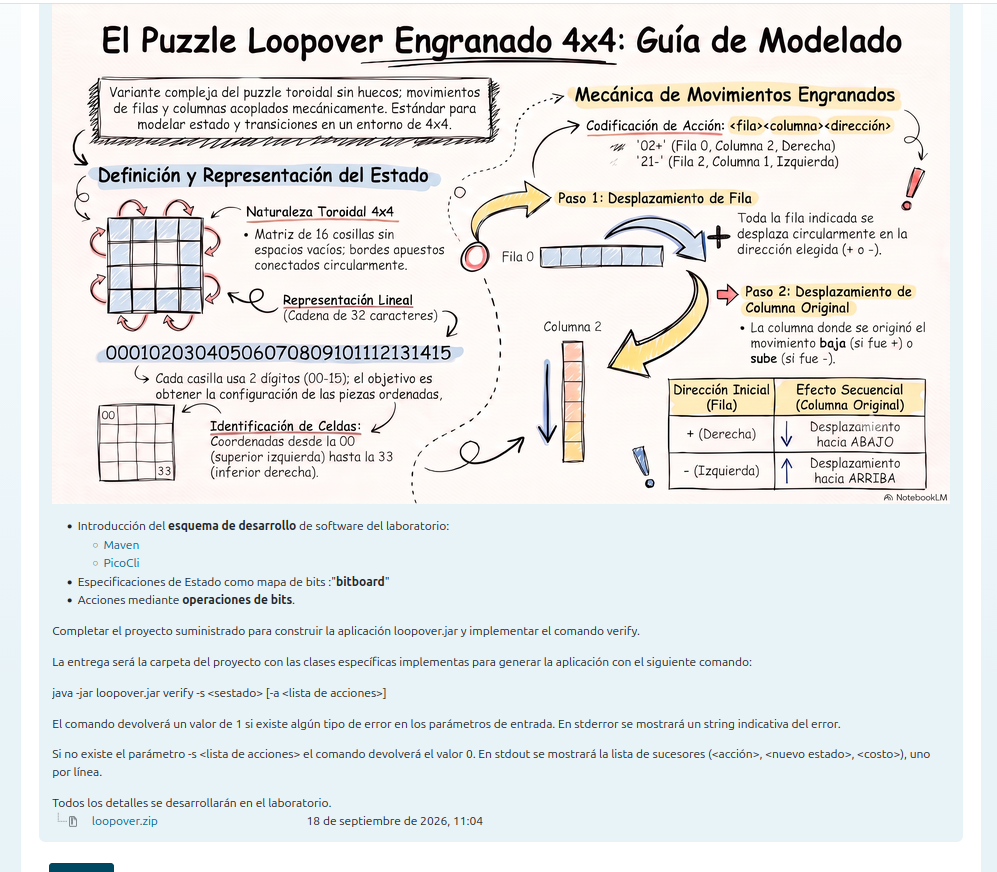 El Puzzle Loopover Engranado 4x4: Guía de Modelado
Variante compleja del puzzle toroidal sin huecos; movimientos
de filas y columnas acoplados mecánicamente. Estándar para
modelar estado y transiciones en un entorno de 4x4.
Definición y Representación del Estado
Naturaleza Toroidal 4x4
• Matriz de 16 cosillas sin
espacios vacíos; bordes opuestos
conectados circularmente.
Representación Lineal
(Cadena de 32 caracteres)
00010203040506070809101112131415
Cada casilla usa 2 dígitos (00-15); el objetivo es
obtener la configuración de las piezas ordenadas,
00
33
Identificación de Celdas:
Coordenadas desde la 00
(superior izquierda) hasta la 33
(inferior derecha).
Mecánica de Movimientos Engranados
Codificación de Acción: <fila><columna><dirección>
'02+' (Fila 0, Columna 2, Derecha)
'21-' (Fila 2, Columna 1, Izquierda)
Paso 1: Desplazamiento de Fila
Fila 0
+
Toda la fila indicada se
desplaza circularmente en la
dirección elegida (+ o -).
Paso 2: Desplazamiento de
Columna Original
• La columna donde se originó el
movimiento baja (si fue +) o
sube (si fue -).
Columna 2
Dirección Inicial (Fila)
Efecto Secuencial (Columna Original)
+ (Derecha)
Desplazamiento hacia ABAJO
- (Izquierda)
Desplazamiento hacia ARRIBA
NotebookLM
• Introducción del esquema de desarrollo de software del laboratorio:
◦ Maven
◦ PicoCli
• Especificaciones de Estado como mapa de bits :"bitboard"
• Acciones mediante operaciones de bits.
Completar el proyecto suministrado para construir la aplicación loopover.jar y implementar el comando verify.
La entrega será la carpeta del proyecto con las clases específicas implementas para generar la aplicación con el siguiente comando:
java -jar loopover.jar verify -s <sestado> [-a <lista de acciones>]
El comando devolverá un valor de 1 si existe algún tipo de error en los parámetros de entrada. En stderror se mostrará un string indicativa del error.
Si no existe el parámetro -s <lista de acciones> el comando devolverá el valor 0. En stdout se mostrará la lista de sucesores (<acción>, <nuevo estado>, <costo>), uno
por línea.
Todos los detalles se desarrollarán en el laboratorio.
loopover.zip 18 de septiembre de 2026, 11:04